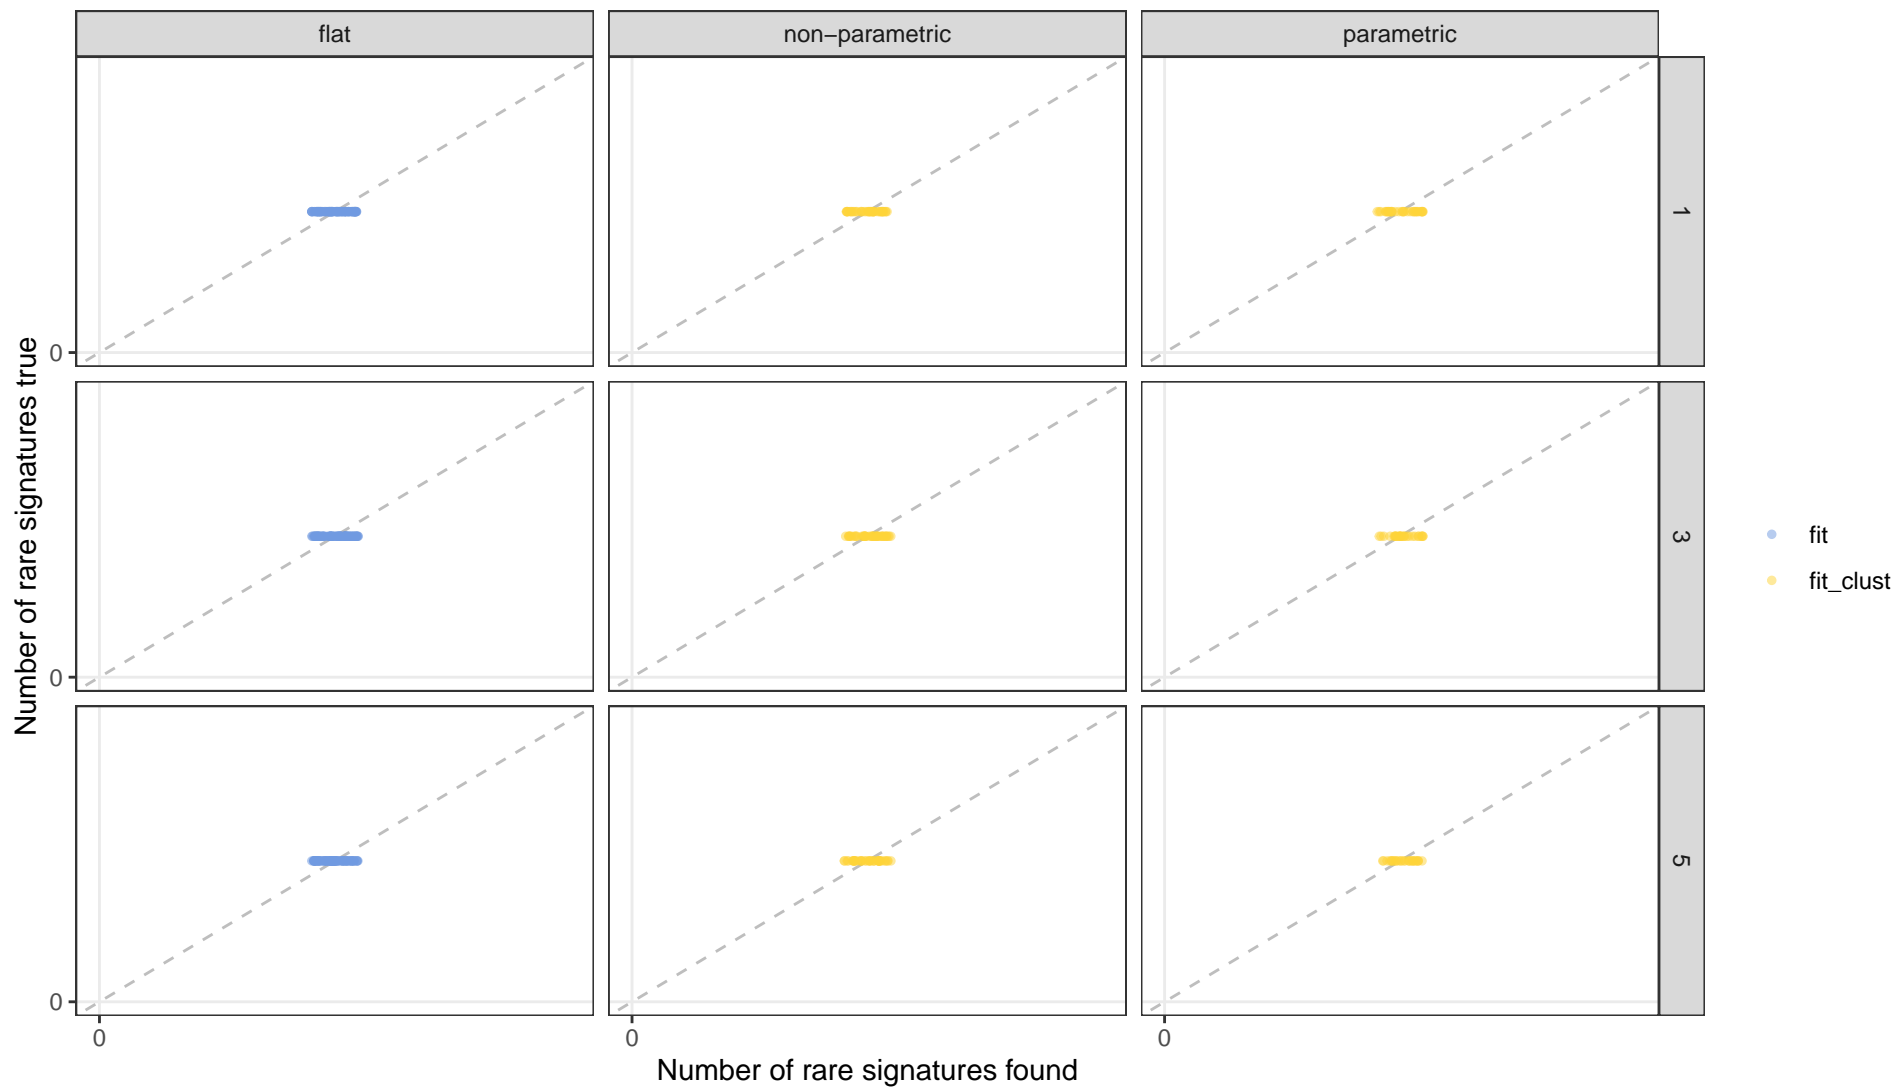 flat
non−parametric
parametric
1
3
5
Number of rare signatures true
0
0
0
0
0
0
Number of rare signatures found
fit
fit_clust